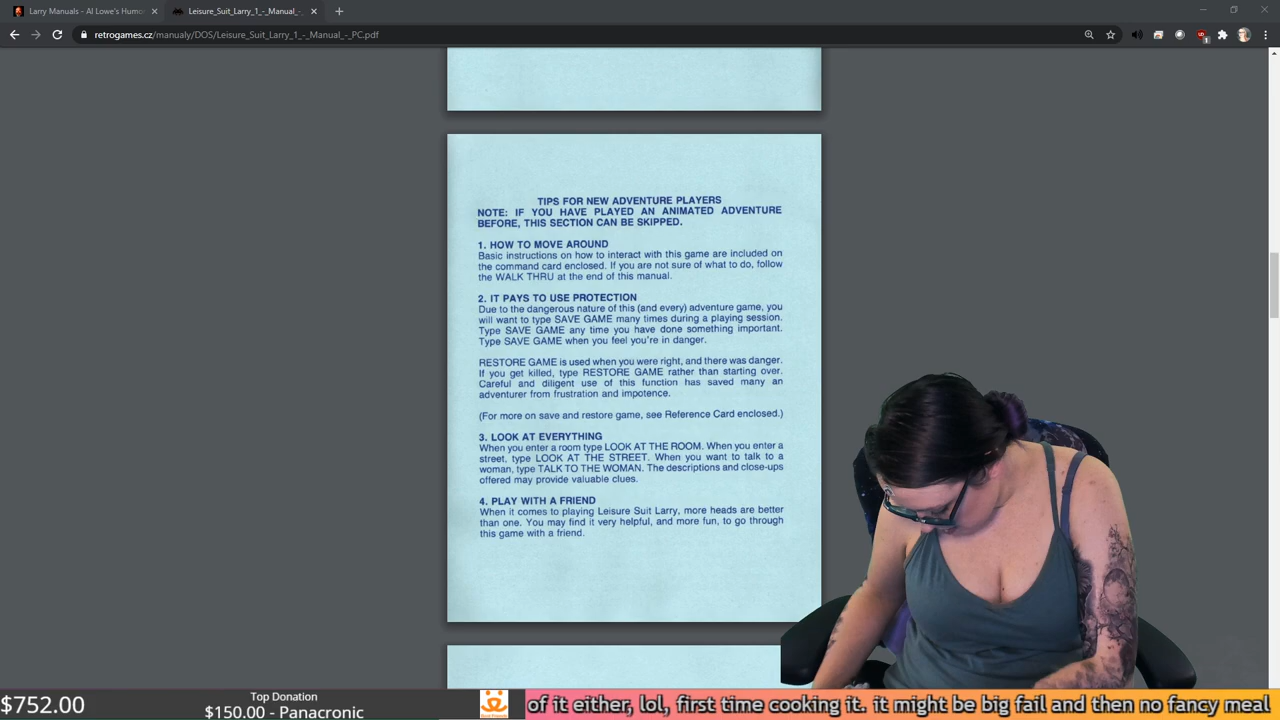 Larry Manuals - Al Lowe's Humo
Leisure_Suit_Larry_1_-_Manual_-_
retrogames.cz/manualy/DOS/Leisure_Suit_Larry_1_-_Manual_-_PC.pdf
TIPS FOR NEW ADVENTURE PLAYERS
NOTE: IF YOU HAVE PLAYED AN ANIMATED ADVENTURE
BEFORE, THIS SECTION CAN BE SKIPPED.
1. HOW TO MOVE AROUND
Basic instructions on how to interact with this game are included on
the command card enclosed. If you are not sure of what to do, follow
the WALK THRU at the end of this manual.
2. IT PAYS TO USE PROTECTION
Due to the dangerous nature of this (and every) adventure game, you
will want to type SAVE GAME many times during a playing session.
Type SAVE GAME any time you have done something important.
Type SAVE GAME when you feel you're in danger.
RESTORE GAME is used when you were right, and there was danger.
If you get killed, type RESTORE GAME rather than starting over.
Careful and diligent use of this function has saved many an
adventurer from frustration and impotence.
(For more on save and restore game, see Reference Card enclosed.)
3. LOOK AT EVERYTHING
When you enter a room type LOOK AT THE ROOM. When you enter a
street, type LOOK AT THE STREET. When you want to talk to a
woman, type TALK TO THE WOMAN. The descriptions and close-ups
offered may provide valuable clues.
4. PLAY WITH A FRIEND
When it comes to playing Leisure Suit Larry, more heads are better
than one. You may find it very helpful, and more fun, to go through
this game with a friend.
$752.00
Top Donation
$150.00 - Panacronic
of it either, lol, first time cooking it. it might be big fail and then no fancy meal